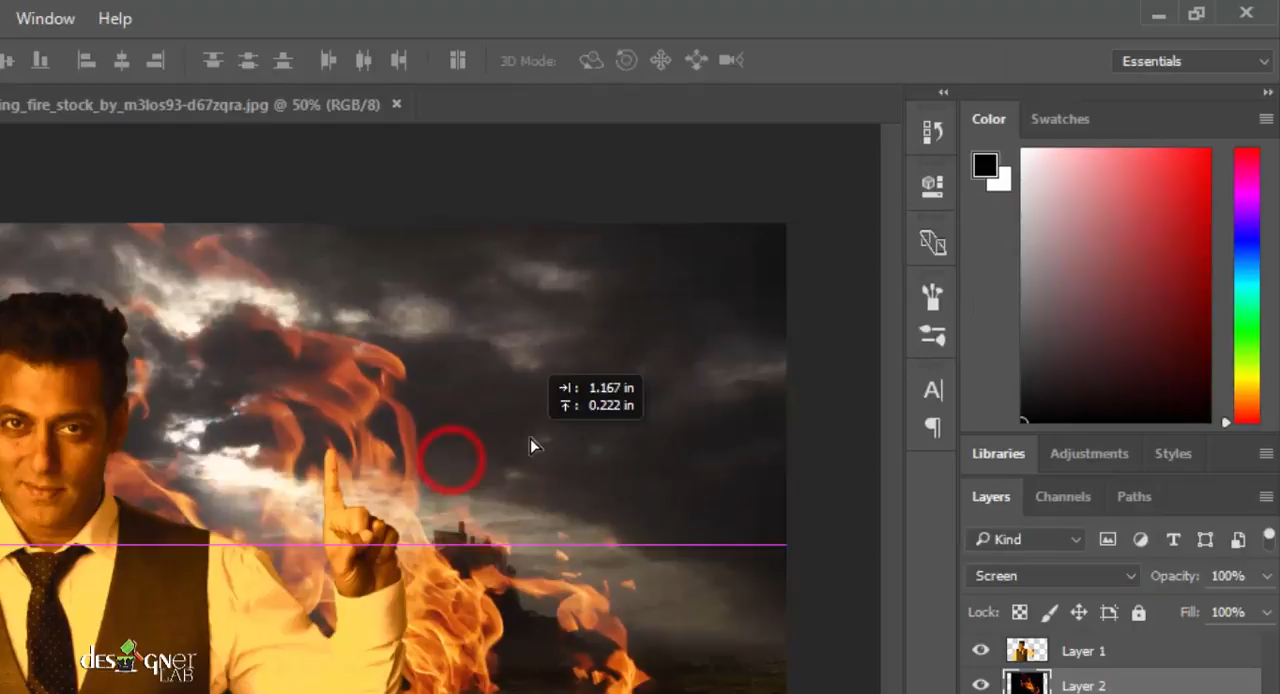 Window Help
3D Mode:
Essentials
ing_fire_stock_by_m3los93-d67zqra.jpg @ 50% (RGB/8) ×
Color Swatches
→I : 1.167 in
: 0.222 in
A|
Libraries Adjustments Styles
Layers Channels Paths
Kind
T
Screen Opacity: 100%
Lock: Fill: 100%
Layer 1
Layer 2
designer
LAB